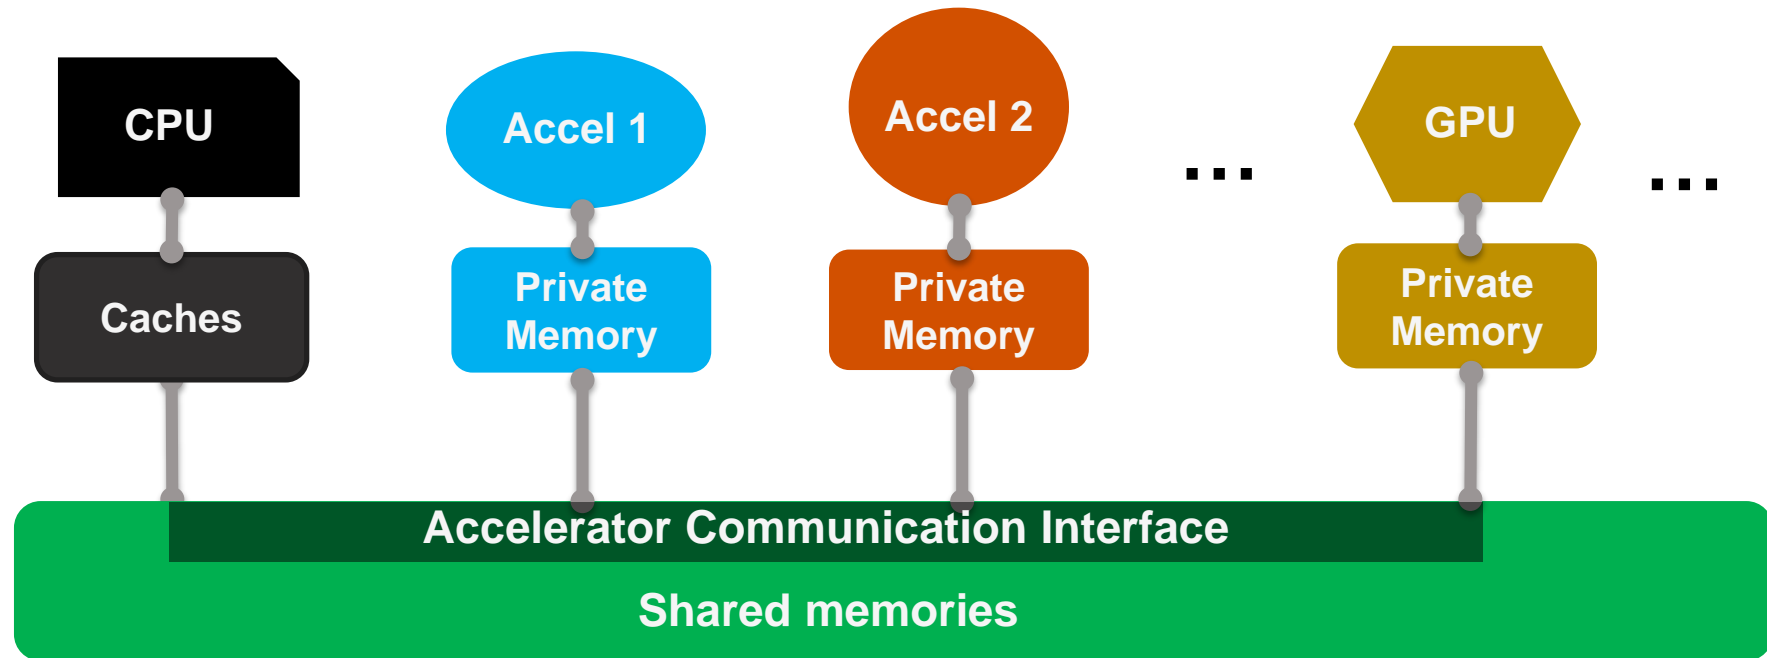 CPU
Accel 1
Accel 2
...
GPU
...
Caches
Private
Memory
Private
Memory
Private
Memory
Accelerator Communication Interface
Shared memories